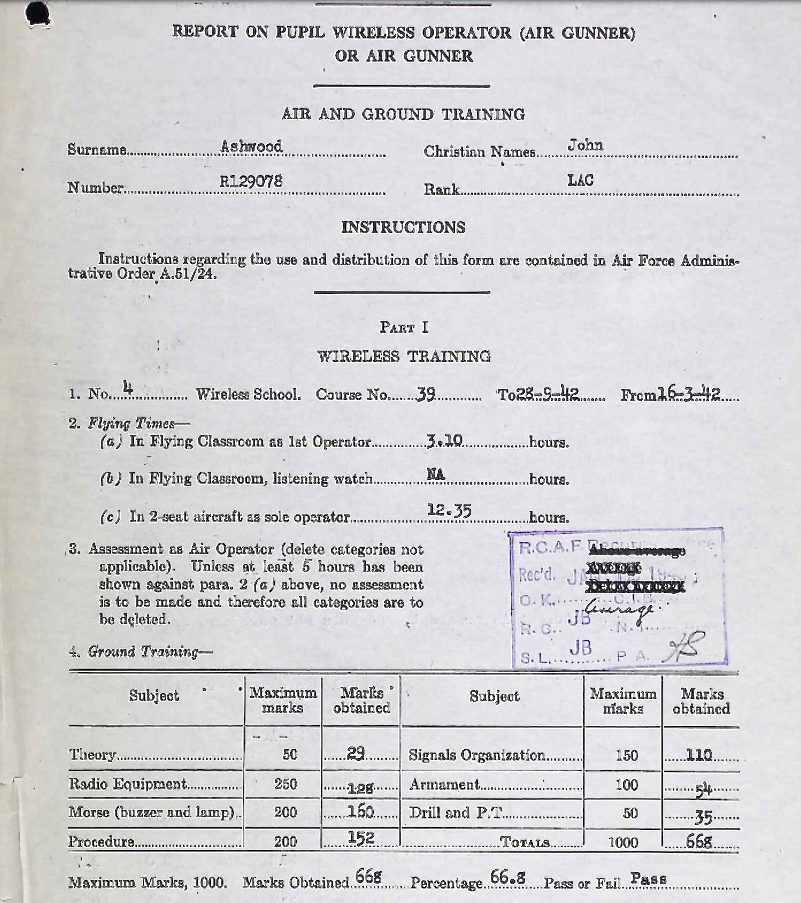 REPORT ON PUPIL WIRELESS OPERATOR (AIR GUNNER)
OR AIR GUNNER
AIR AND GROUND TRAINING
Surname Ashwood Christian Names John
Number R129078 Rank LAC
INSTRUCTIONS
Instructions regarding the use and distribution of this form are contained in Air Force Adminis-
trative Order A.51/24.
PART I
WIRELESS TRAINING
1. No. 4 Wireless School. Course No. 39 To 28-9-42 From 16-3-42
2. Flying Times—
(a) In Flying Classroom as 1st Operator 3.10 hours.
(b) In Flying Classroom, listening watch NA hours.
(c) In 2-seat aircraft as sole operator 12.35 hours.
3. Assessment as Air Operator (delete categories not
applicable). Unless at least 5 hours has been
shown against para. 2 (a) above, no assessment
is to be made and therefore all categories are to
be deleted.
R.C.A.F. Above average
Rec'd.
O.K.
average
R.C. JB N.I.
S.L. JB P.A.
4. Ground Training—
Subject Maximum marks Marks obtained Subject Maximum marks Marks obtained
Theory 50 29 Signals Organization 150 110
Radio Equipment 250 128 Armament 100 54
Morse (buzzer and lamp) 200 160 Drill and P.T. 50 35
Procedure 200 152 TOTALS 1000 668
Maximum Marks, 1000. Marks Obtained 668 Percentage 66.8 Pass or Fail Pass